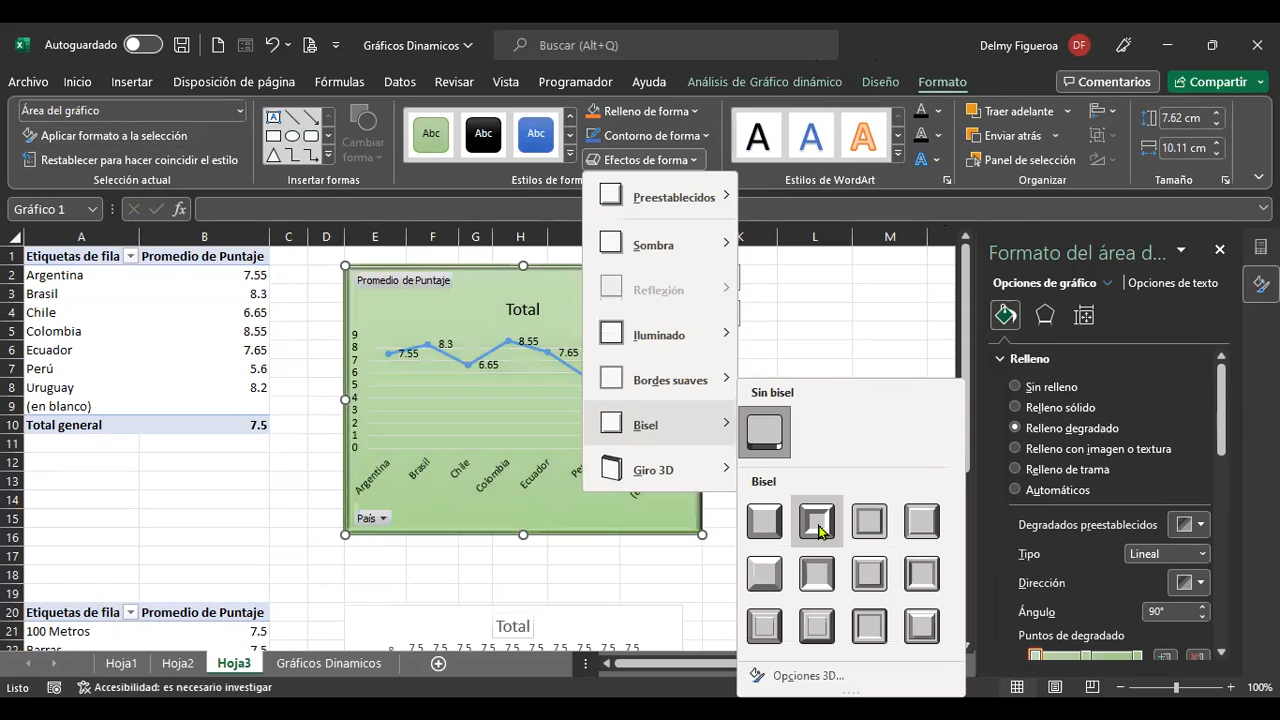 Autoguardado
Gráficos Dinamicos
Buscar (Alt+Q)
Delmy Figueroa
DF
Archivo
Inicio
Insertar
Disposición de página
Fórmulas
Datos
Revisar
Vista
Programador
Ayuda
Análisis de Gráfico dinámico
Diseño
Formato
Comentarios
Compartir
Área del gráfico
Aplicar formato a la selección
Restablecer para hacer coincidir el estilo
Selección actual
Cambiar
forma
Insertar formas
Abc
Abc
Abc
Estilos de form
Relleno de forma
Contorno de forma
Efectos de forma
A
A
A
Estilos de WordArt
Traer adelante
Enviar atrás
Panel de selección
Organizar
7.62 cm
10.11 cm
Tamaño
Gráfico 1
fx
A B C D E F G H K L M
1 Etiquetas de fila Promedio de Puntaje
2 Argentina 7.55
3 Brasil 8.3
4 Chile 6.65
5 Colombia 8.55
6 Ecuador 7.65
7 Perú 5.6
8 Uruguay 8.2
9 (en blanco)
10 Total general 7.5
11
12
13
14
15
16
17
18
19
20 Etiquetas de fila Promedio de Puntaje
21 100 Metros 7.5
22 7.5
Promedio de Puntaje
Total
9
8
7
6
5
4
3
2
1
0
7.55
8.3
6.65
8.55
7.65
Argentina
Brasil
Chile
Colombia
Ecuador
País
Total
Preestablecidos
Sombra
Reflexión
Iluminado
Bordes suaves
Bisel
Giro 3D
Sin bisel
Bisel
Opciones 3D...
Formato del área d...
Opciones de gráfico
Opciones de texto
Relleno
Sin relleno
Relleno sólido
Relleno degradado
Relleno con imagen o textura
Relleno de trama
Automáticos
Degradados preestablecidos
Tipo
Lineal
Dirección
Ángulo
90°
Puntos de degradado
Hoja1
Hoja2
Hoja3
Gráficos Dinamicos
Listo
Accesibilidad: es necesario investigar
100%